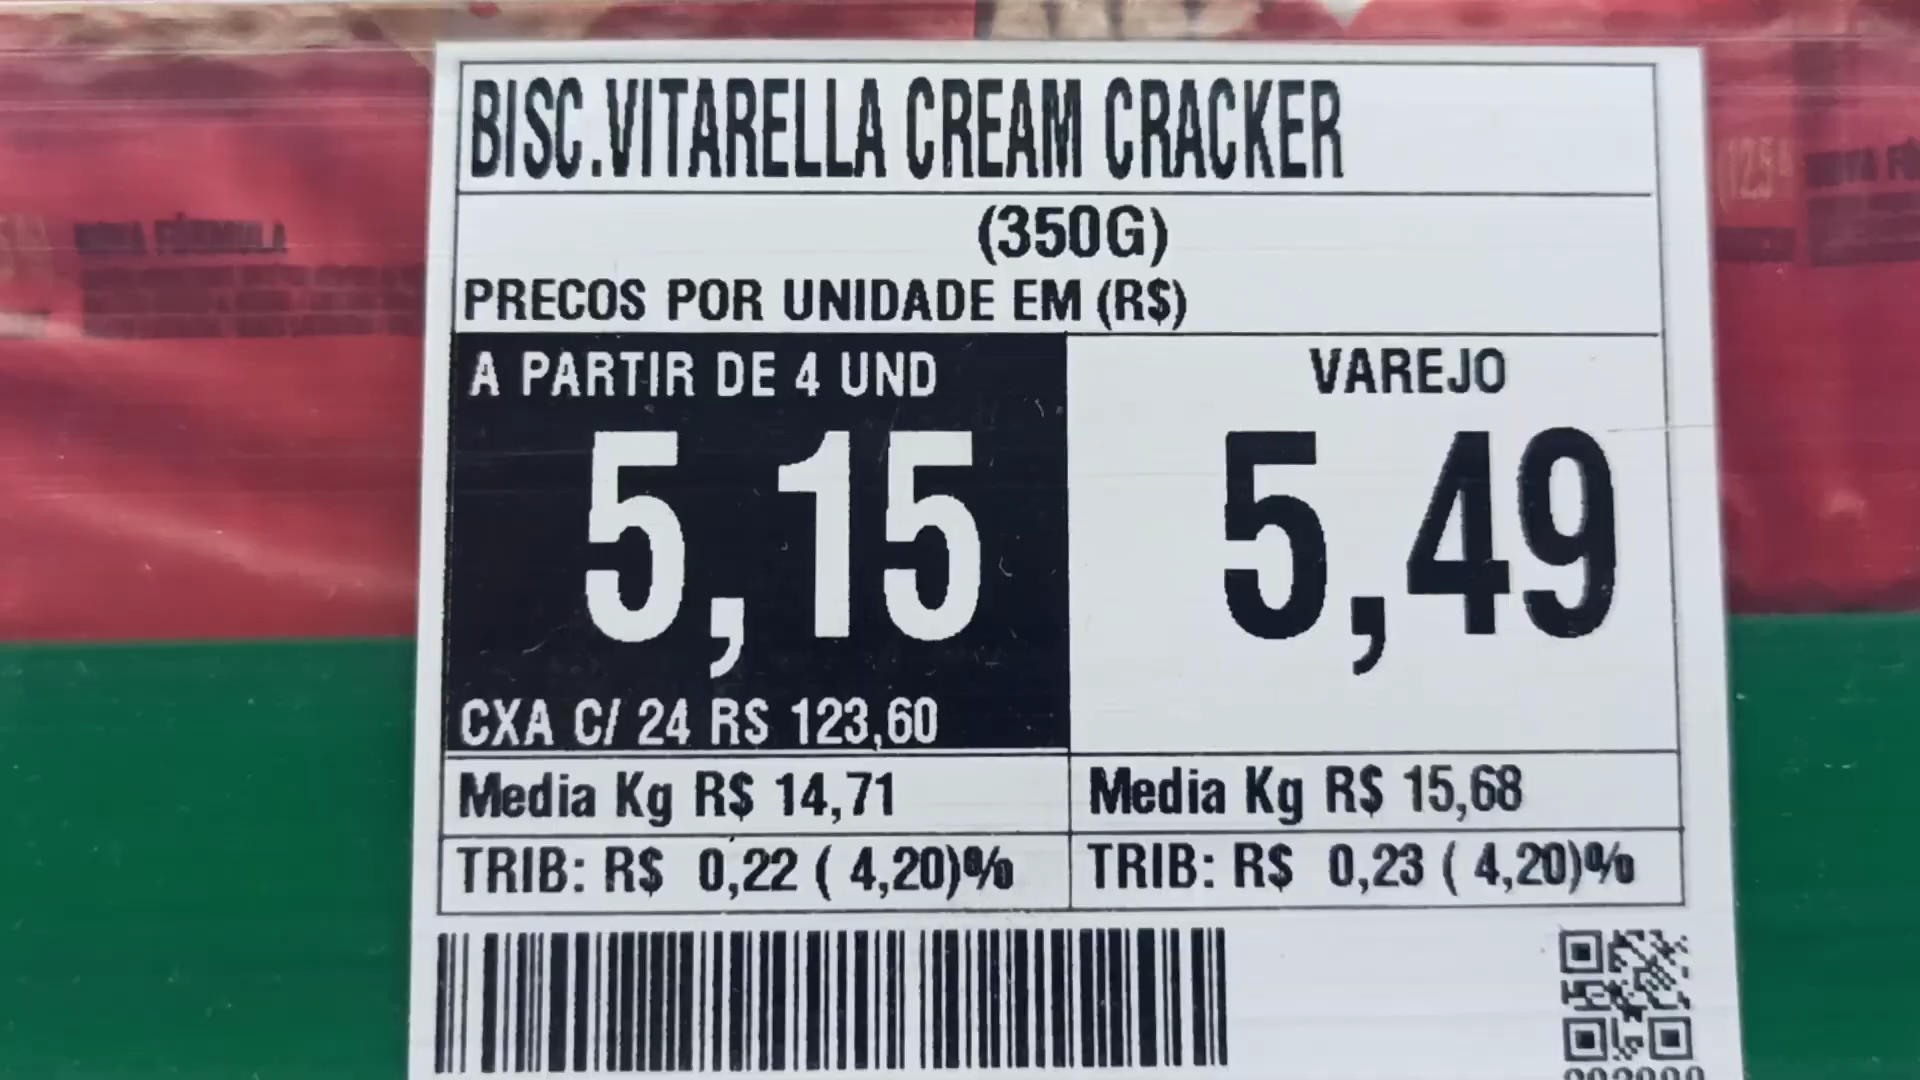 BISC.VITARELLA CREAM CRACKER
(350G)
PRECOS POR UNIDADE EM (R$)
A PARTIR DE 4 UND
5,15
CXA C/ 24 R$ 123,60
VAREJO
5,49
Media Kg R$ 14,71
Media Kg R$ 15,68
TRIB: R$ 0,22 ( 4,20)%
TRIB: R$ 0,23 ( 4,20)%
NOVA FÓRMULA